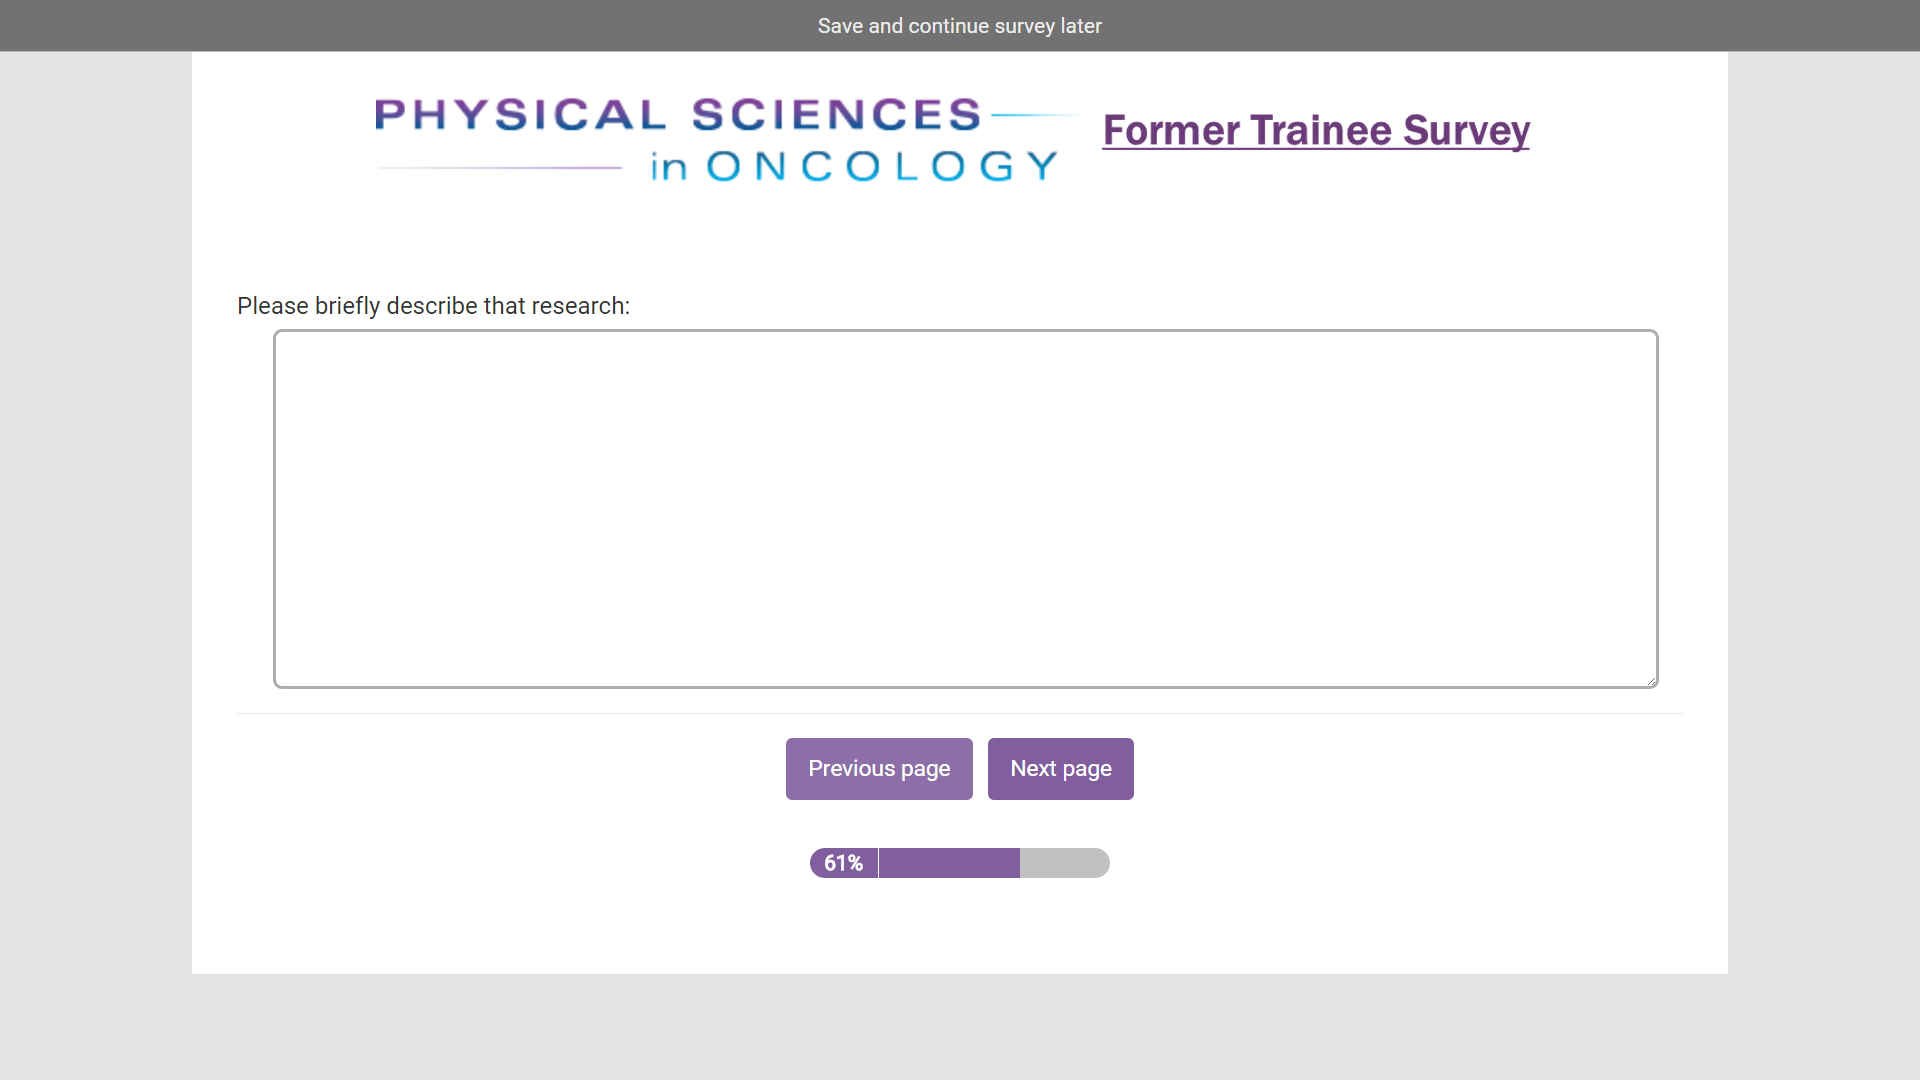 Save and continue survey later
PHYSICAL SCIENCES
in ONCOLOGY
Former Trainee Survey
Please briefly describe that research:
Previous page
Next page
61%